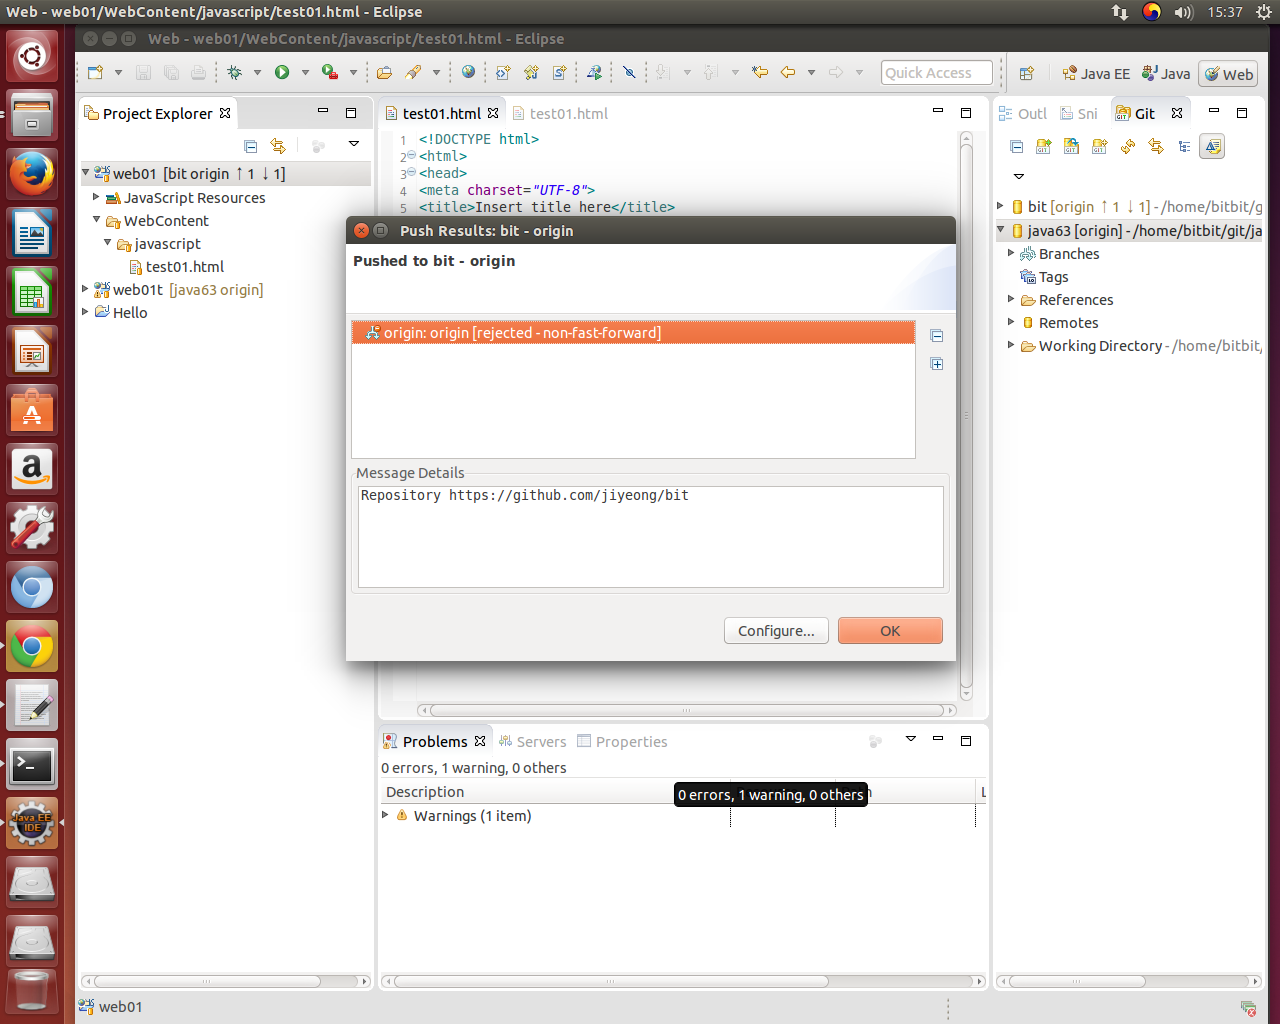 Web - web01/WebContent/javascript/test01.html - Eclipse
15:37
Web - web01/WebContent/javascript/test01.html - Eclipse
Quick Access
Java EE
Java
Web
Project Explorer
web01 [bit origin ↑ 1 ↓ 1]
JavaScript Resources
WebContent
javascript
test01.html
web01t [java63 origin]
Hello
test01.html
test01.html
1 <!DOCTYPE html>
2 <html>
3 <head>
4 <meta charset="UTF-8">
5 <title>Insert title here</title>
Outl
Sni
Git
bit [origin ↑ 1 ↓ 1] - /home/bitbit/g
java63 [origin] - /home/bitbit/git/ja
Branches
Tags
References
Remotes
Working Directory - /home/bitbit/
Push Results: bit - origin
Pushed to bit - origin
origin: origin [rejected - non-fast-forward]
Message Details
Repository https://github.com/jiyeong/bit
Configure...
OK
Problems
Servers
Properties
0 errors, 1 warning, 0 others
Description
0 errors, 1 warning, 0 others
L
Warnings (1 item)
Java EE
IDE
web01